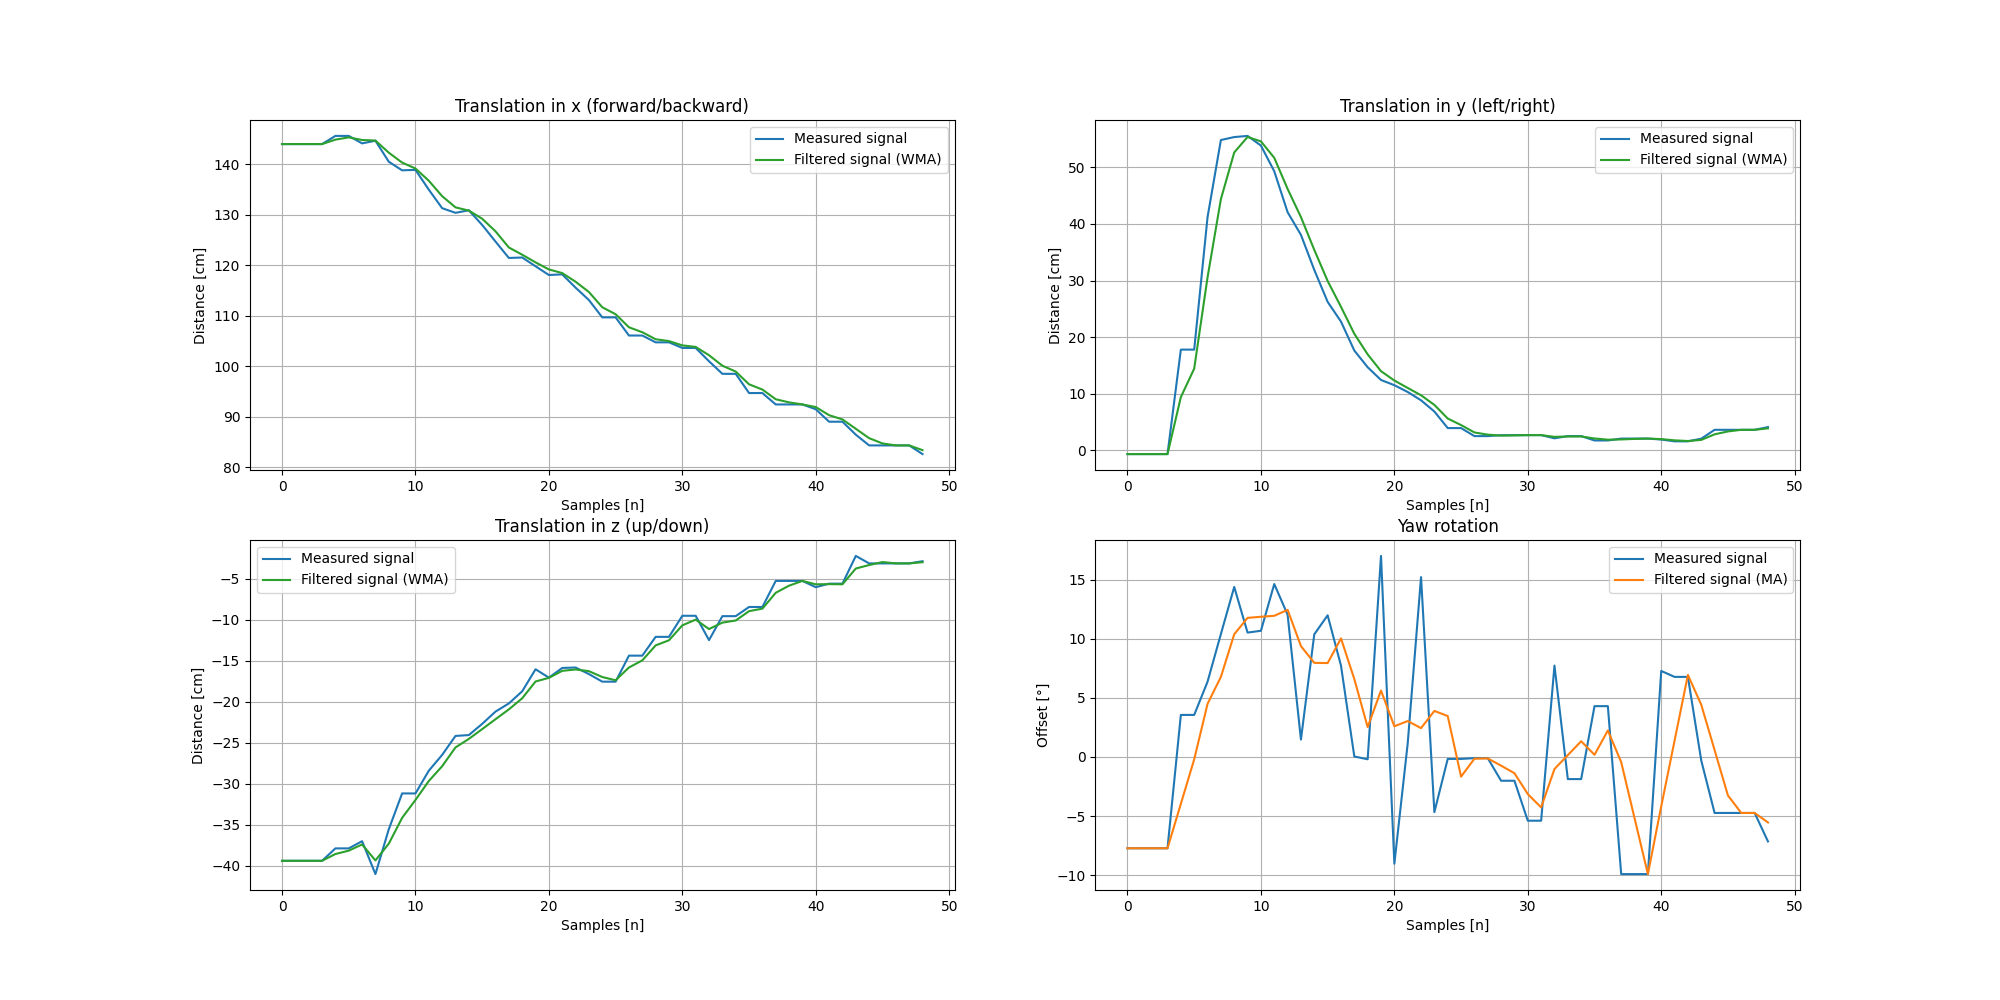 Translation in x (forward/backward)
Measured signal
Filtered signal (WMA)
Distance [cm]
140
130
120
110
100
90
80
0 10 20 30 40 50
Samples [n]
Translation in y (left/right)
Measured signal
Filtered signal (WMA)
Distance [cm]
50
40
30
20
10
0
0 10 20 30 40 50
Samples [n]
Translation in z (up/down)
Measured signal
Filtered signal (WMA)
Distance [cm]
−5
−10
−15
−20
−25
−30
−35
−40
0 10 20 30 40 50
Samples [n]
Yaw rotation
Measured signal
Filtered signal (MA)
Offset [°]
15
10
5
0
−5
−10
0 10 20 30 40 50
Samples [n]